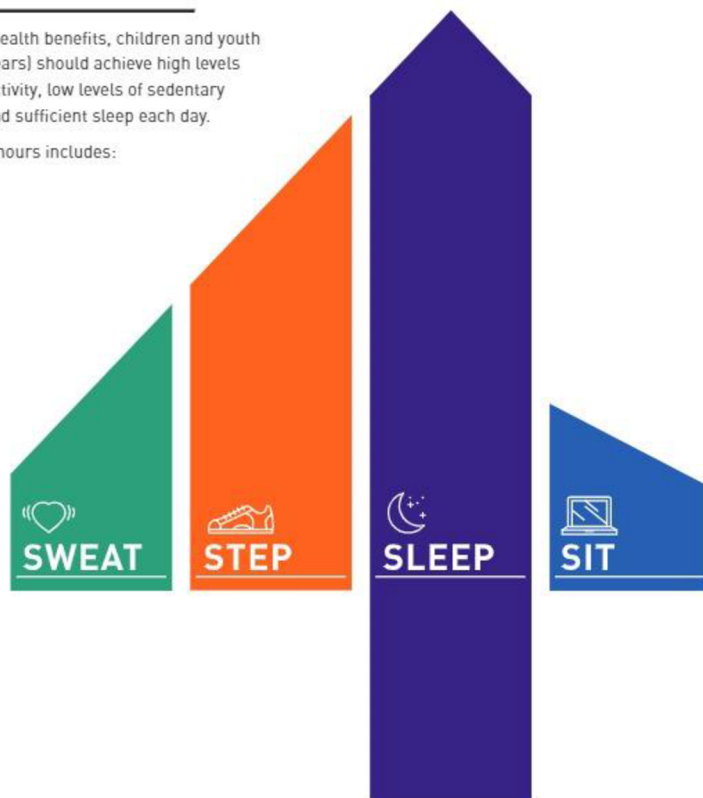 ealth benefits, children and youth
ars) should achieve high levels
tivity, low levels of sedentary
d sufficient sleep each day.
hours includes:
SWEAT
STEP
SLEEP
SIT